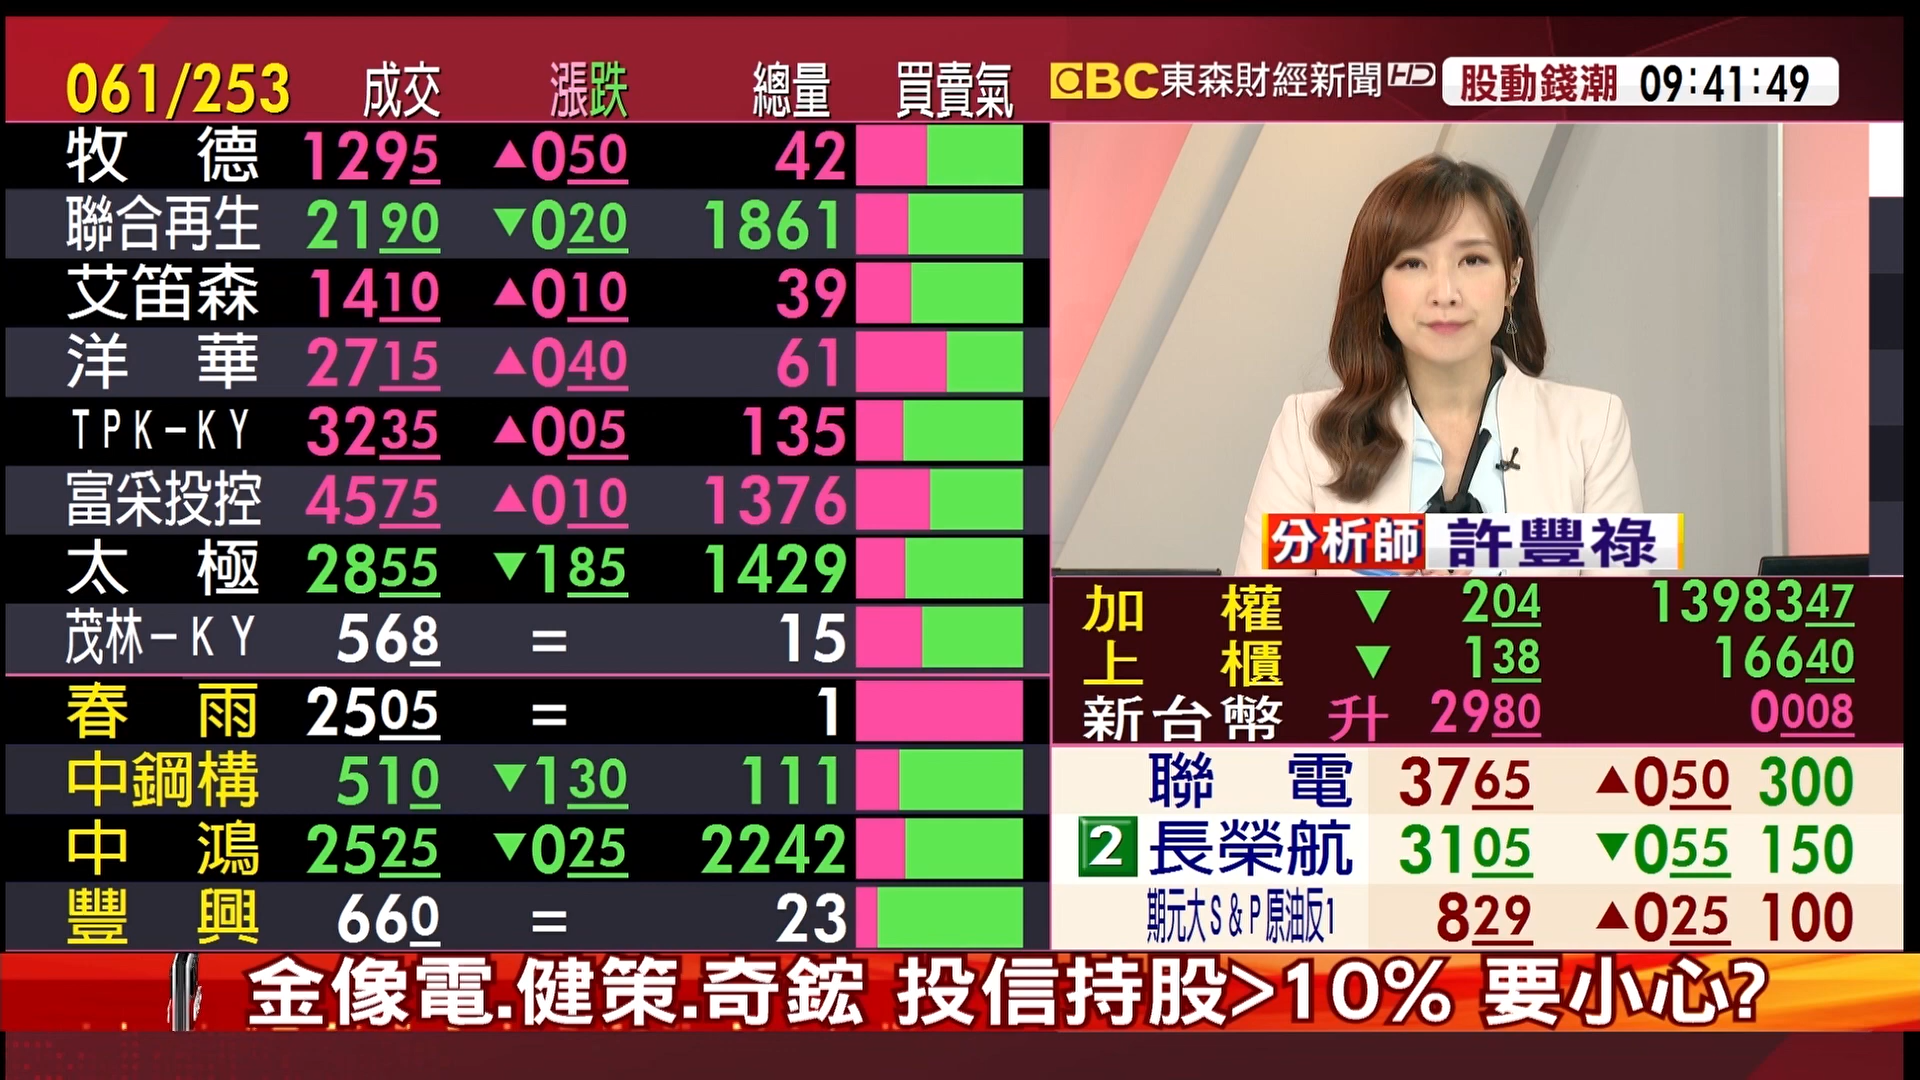 061/253 成交 漲跌 總量 買賣氣
牧德 1295 ▲050 42
聯合再生 2190 ▼020 1861
艾笛森 1410 ▲010 39
洋華 2715 ▲040 61
TPK-KY 3235 ▲005 135
富采投控 4575 ▲010 1376
太極 2855 ▼185 1429
茂林-KY 568 = 15
春雨 2505 = 1
中鋼構 510 ▼130 111
中鴻 2525 ▼025 2242
豐興 660 = 23
EBC東森財經新聞HD 股動錢潮 09:41:49
分析師 許豐祿
加權 ▼ 204 1398347
上櫃 ▼ 138 16640
新台幣 升 2980 0008
聯電 3765 ▲050 300
2 長榮航 3105 ▼055 150
期元大S&P原油反1 829 ▲025 100
金像電.健策.奇鋐 投信持股>10% 要小心?